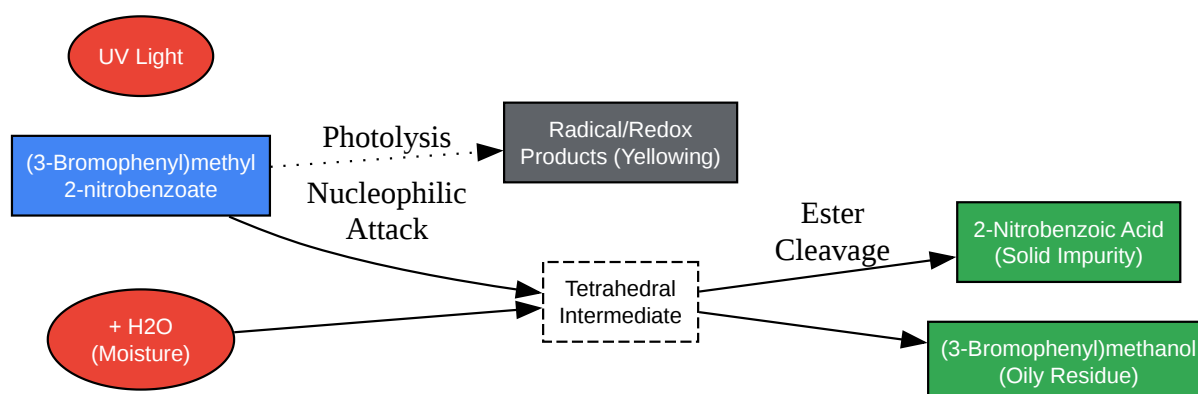 UV Light
(3-Bromophenyl)methyl
2-nitrobenzoate
Photolysis
Radical/Redox
Products (Yellowing)
Nucleophilic
Attack
+ H2O
(Moisture)
Tetrahedral
Intermediate
Ester
Cleavage
2-Nitrobenzoic Acid
(Solid Impurity)
(3-Bromophenyl)methanol
(Oily Residue)